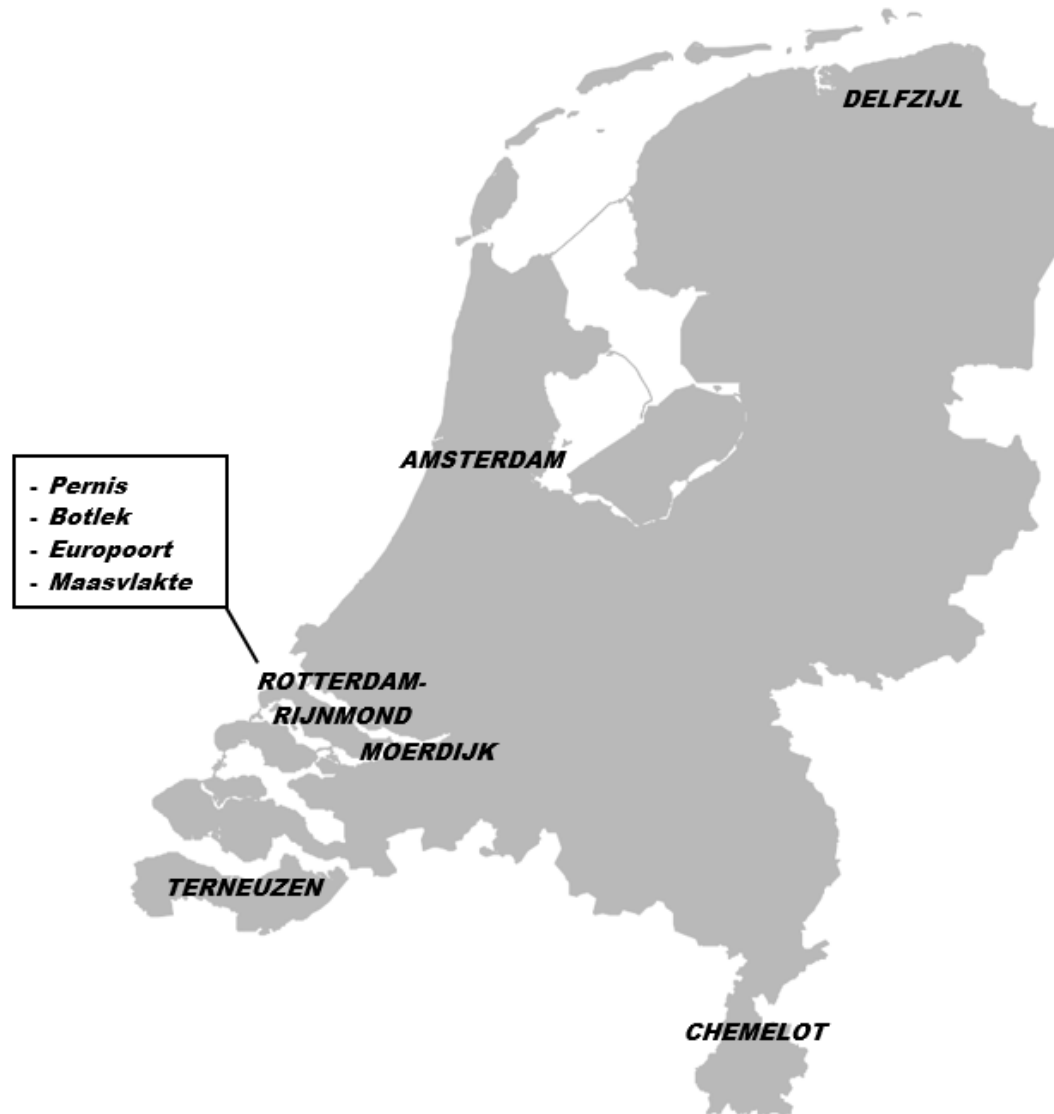 DELFZIJL
AMSTERDAM
- Pernis
- Botlek
- Europoort
- Maasvlakte
ROTTERDAM-
RIJNMOND
MOERDIJK
TERNEUZEN
CHEMELOT